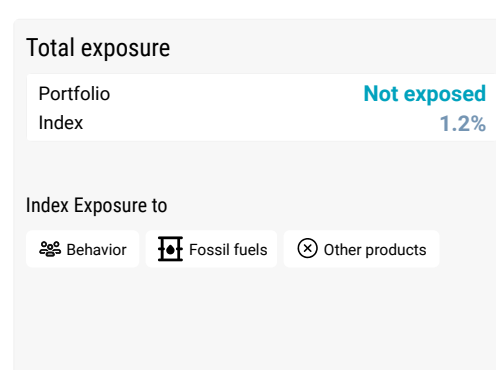 Total exposure
Portfolio Not exposed
Index 1.2%
Index Exposure to
Behavior Fossil fuels Other products